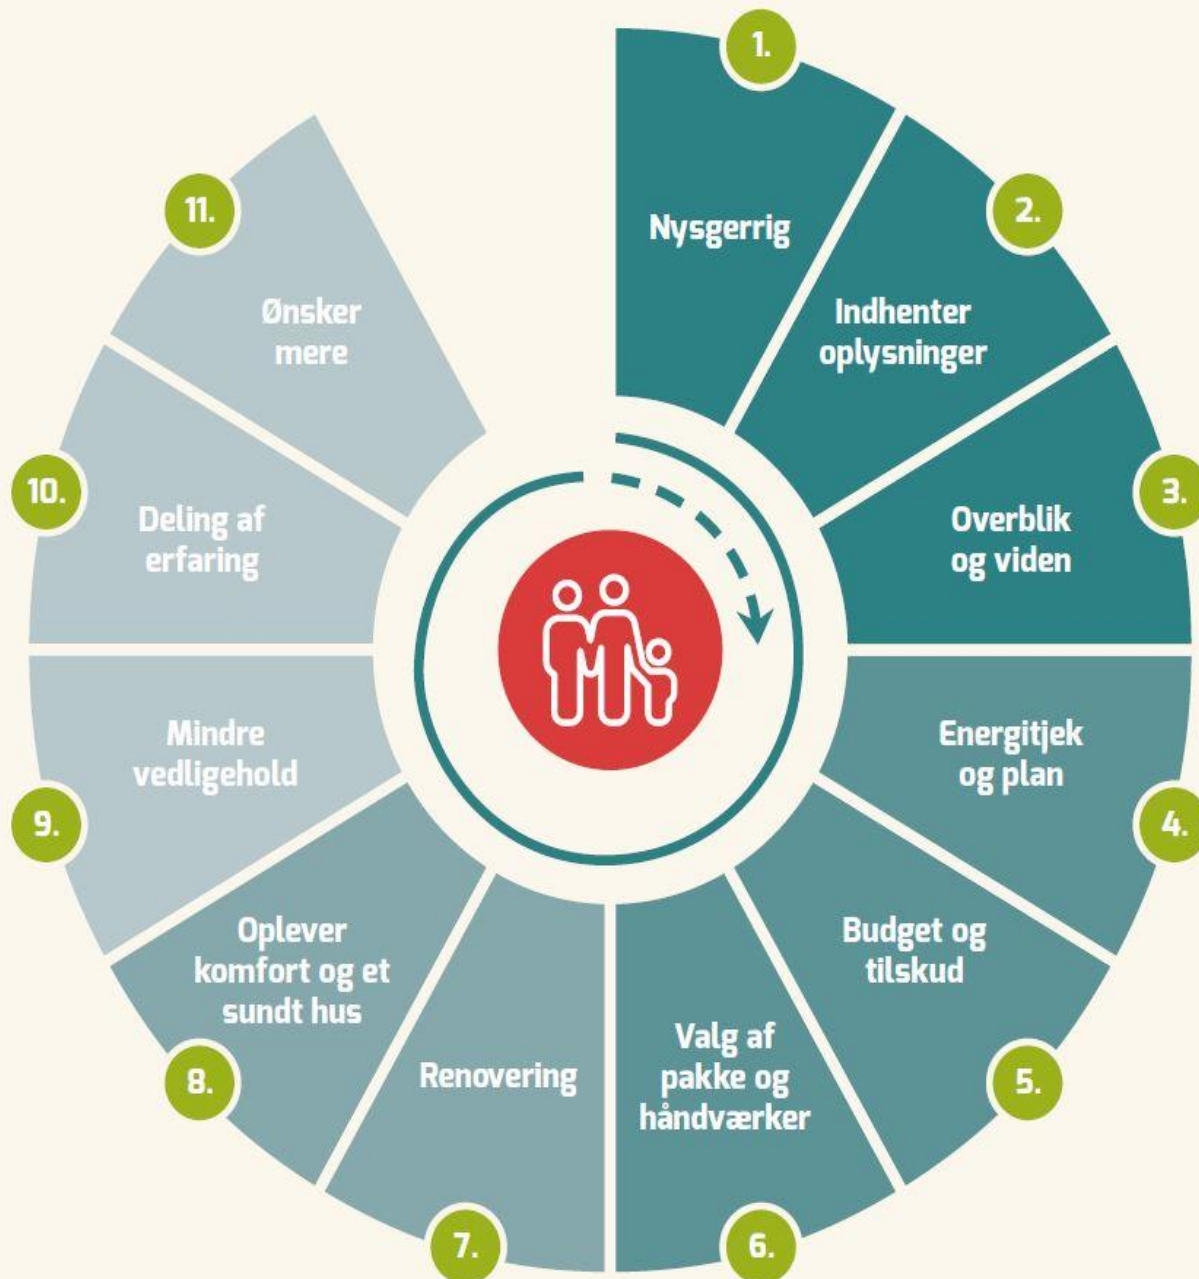 1.
Nysgerrig
2.
Indhenter
oplysninger
3.
Overblik
og viden
4.
Energitjek
og plan
5.
Budget og
tilskud
6.
Valg af
pakke og
håndværker
7.
Renovering
8.
Oplever
komfort og et
sundt hus
9.
Mindre
vedligehold
10.
Deling af
erfaring
11.
Ønsker
mere